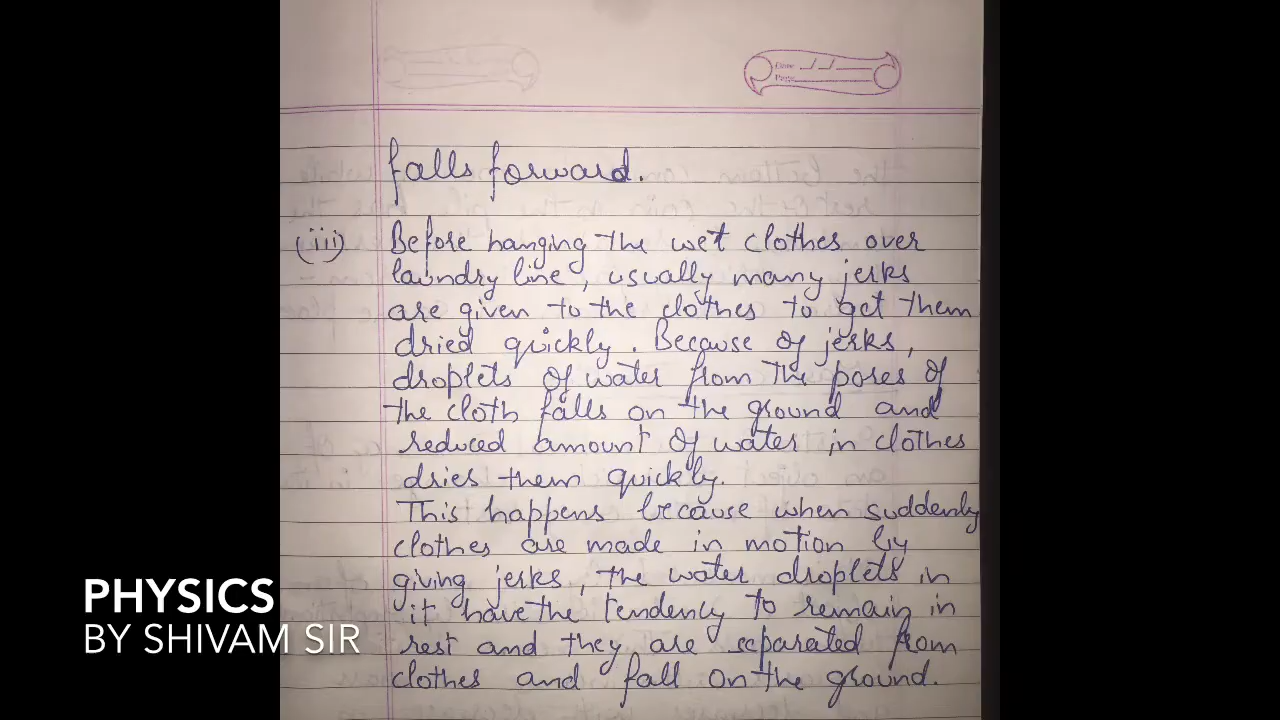 Date
Page
falls forward.
(iii) Before hanging the wet clothes over
laundry line, usually many jerks
are given to the clothes to get them
dried quickly. Because of jerks,
droplets of water from the pores of
the cloth falls on the ground and
reduced amount of water in clothes
dries them quickly.
This happens because when suddenly
clothes are made in motion by
giving jerks, the water droplets in
it have the tendency to remain in
rest and they are separated from
clothes and fall on the ground.
PHYSICS
BY SHIVAM SIR